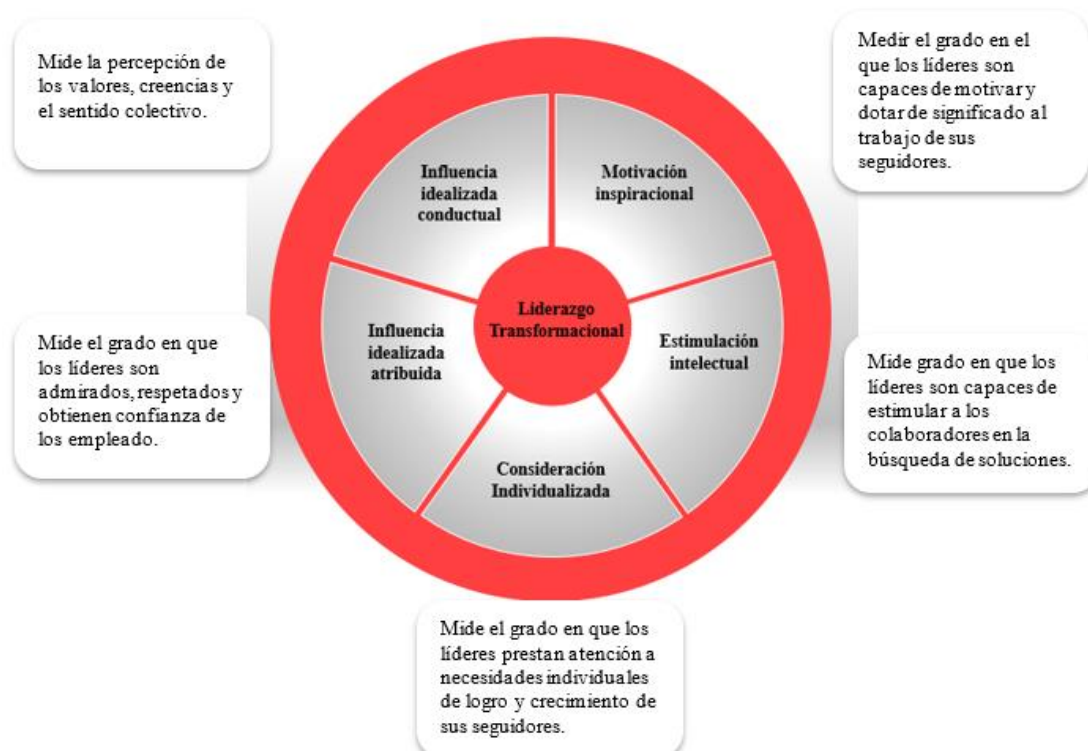 Mide la percepción de
los valores, creencias y
el sentido colectivo.
Medir el grado en el
que los líderes son
capaces de motivar y
dotar de significado al
trabajo de sus
seguidores.
Influencia
idealizada
conductual
Motivación
inspiracional
Liderazgo
Transformacional
Influencia
idealizada
atribuida
Estimulación
intelectual
Consideración
Individualizada
Mide el grado en que
los líderes son
admirados, respetados y
obtienen confianza de
los empleado.
Mide grado en que los
líderes son capaces de
estimular a los
colaboradores en la
búsqueda de soluciones.
Mide el grado en que los
líderes prestan atención a
necesidades individuales
de logro y crecimiento de
sus seguidores.